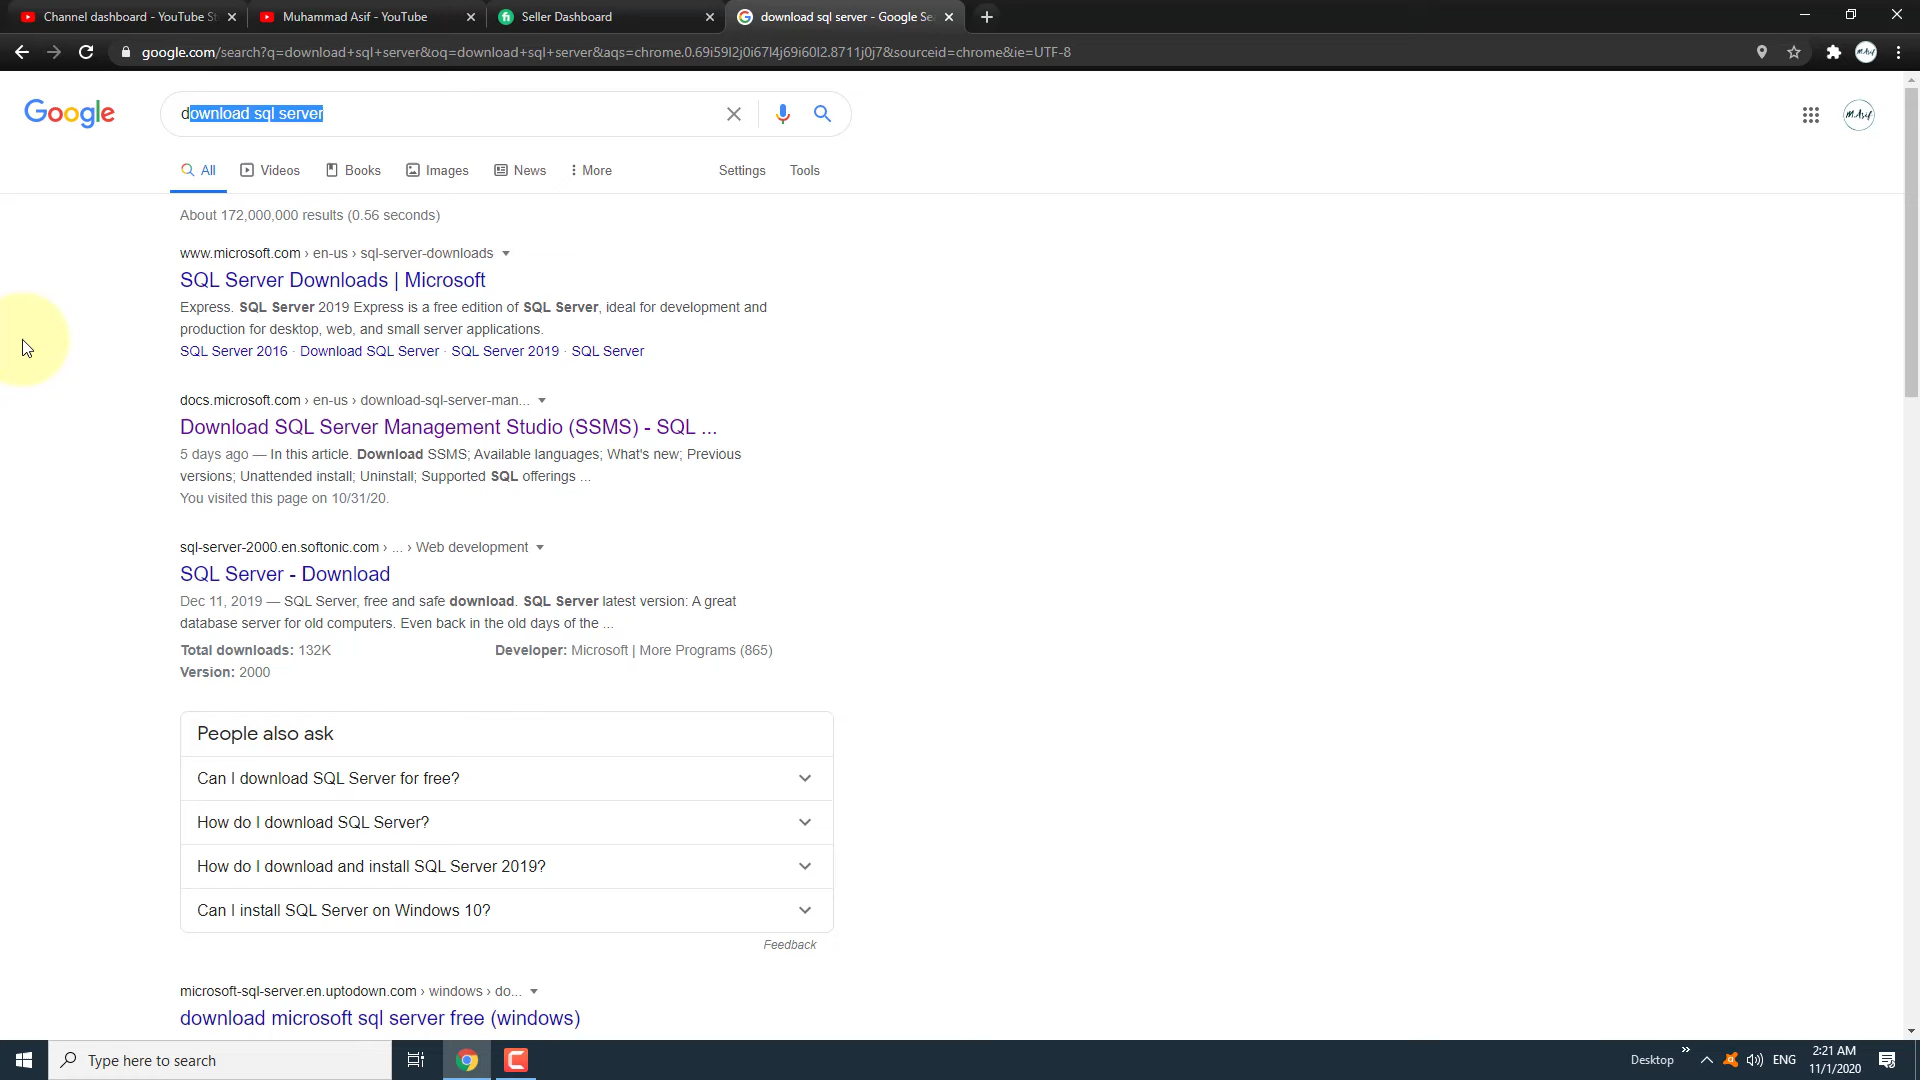 Channel dashboard - YouTube St
Muhammad Asif - YouTube
Seller Dashboard
download sql server - Google Se
google.com/search?q=download+sql+server&oq=download+sql+server&aqs=chrome.0.69i59l2j0i67l4j69i60l2.8711j0j7&sourceid=chrome&ie=UTF-8
Google
download sql server
M.Asif
All
Videos
Books
Images
News
More
Settings
Tools
About 172,000,000 results (0.56 seconds)
www.microsoft.com › en-us › sql-server-downloads
SQL Server Downloads | Microsoft
Express. SQL Server 2019 Express is a free edition of SQL Server, ideal for development and
production for desktop, web, and small server applications.
SQL Server 2016 · Download SQL Server · SQL Server 2019 · SQL Server
docs.microsoft.com › en-us › download-sql-server-man...
Download SQL Server Management Studio (SSMS) - SQL ...
5 days ago — In this article. Download SSMS; Available languages; What's new; Previous
versions; Unattended install; Uninstall; Supported SQL offerings ...
You visited this page on 10/31/20.
sql-server-2000.en.softonic.com › ... › Web development
SQL Server - Download
Dec 11, 2019 — SQL Server, free and safe download. SQL Server latest version: A great
database server for old computers. Even back in the old days of the ...
Total downloads: 132K
Developer: Microsoft | More Programs (865)
Version: 2000
People also ask
Can I download SQL Server for free?
How do I download SQL Server?
How do I download and install SQL Server 2019?
Can I install SQL Server on Windows 10?
Feedback
microsoft-sql-server.en.uptodown.com › windows › do...
download microsoft sql server free (windows)
Type here to search
Desktop
ENG
2:21 AM
11/1/2020